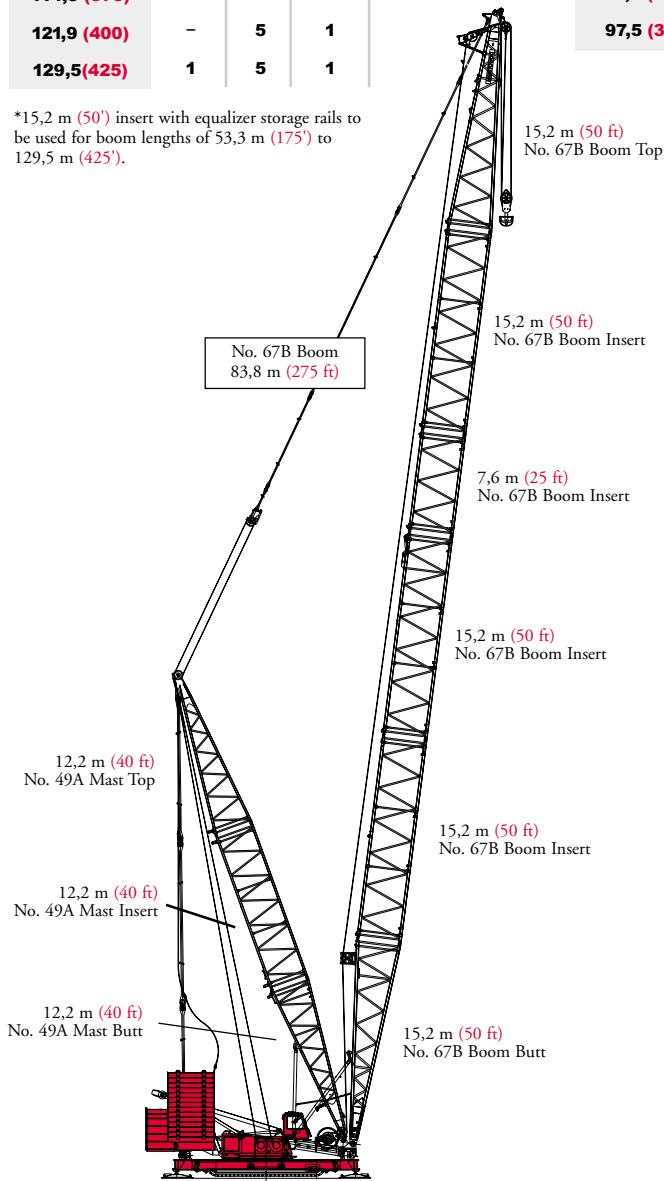 121,9 (400) – 5 1
129,5(425) 1 5 1
*15,2 m (50') insert with equalizer storage rails to
be used for boom lengths of 53,3 m (175') to
129,5 m (425').
97,5
15,2 m (50 ft)
No. 67B Boom Top
15,2 m (50 ft)
No. 67B Boom Insert
No. 67B Boom
83,8 m (275 ft)
7,6 m (25 ft)
No. 67B Boom Insert
15,2 m (50 ft)
No. 67B Boom Insert
12,2 m (40 ft)
No. 49A Mast Top
15,2 m (50 ft)
No. 67B Boom Insert
12,2 m (40 ft)
No. 49A Mast Insert
12,2 m (40 ft)
No. 49A Mast Butt
15,2 m (50 ft)
No. 67B Boom Butt